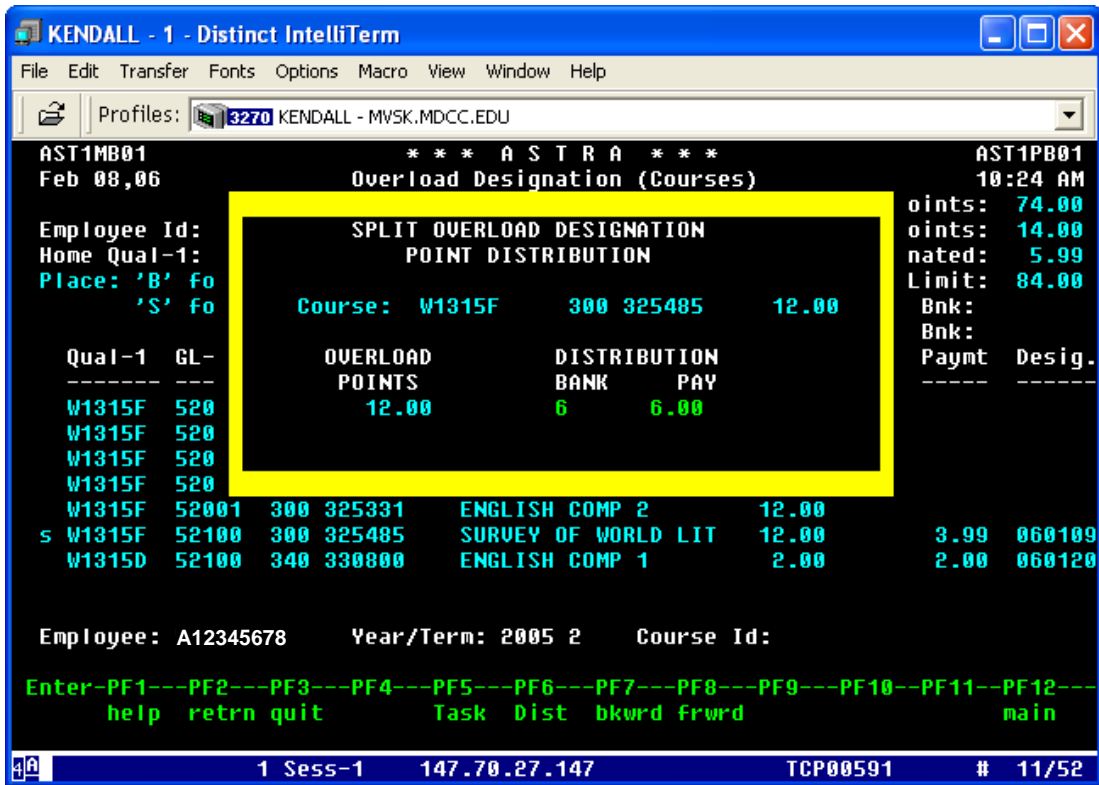 KENDALL - 1 - Distinct IntelliTerm
File Edit Transfer Fonts Options Macro View Window Help
Profiles: 3270 KENDALL - MVSK.MDCC.EDU
AST1MB01 * * * A S T R A * * * AST1PB01
Feb 08,06 Overload Designation (Courses) 10:24 AM
oints: 74.00
Employee Id: SPLIT OVERLOAD DESIGNATION oints: 14.00
Home Qual-1: POINT DISTRIBUTION nated: 5.99
Place: 'B' fo Limit: 84.00
'S' fo Course: W1315F 300 325485 12.00 Bnk:
Bnk:
Qual-1 GL- OVERLOAD DISTRIBUTION Paymt Desig.
------- --- POINTS BANK PAY ----- ------
W1315F 520 12.00 6 6.00
W1315F 520
W1315F 520
W1315F 520
W1315F 52001 300 325331 ENGLISH COMP 2 12.00
s W1315F 52100 300 325485 SURVEY OF WORLD LIT 12.00 3.99 060109
W1315D 52100 340 330800 ENGLISH COMP 1 2.00 2.00 060120
Employee: A12345678 Year/Term: 2005 2 Course Id:
Enter-PF1---PF2---PF3---PF4---PF5---PF6---PF7---PF8---PF9---PF10--PF11--PF12---
help retrn quit Task Dist bkwrd frwrd main
4A 1 Sess-1 147.70.27.147 TCP00591 # 11/52